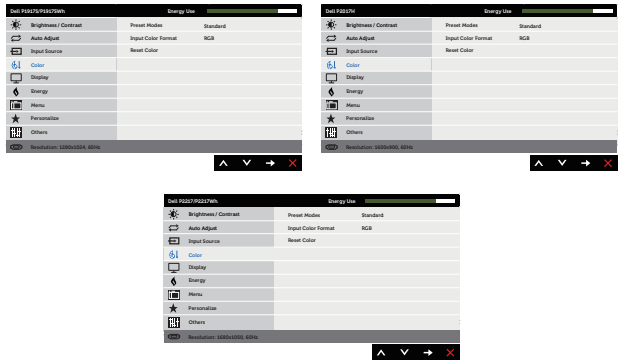 Dell P1917S/P1917SWh Energy Use
Brightness / Contrast Preset Modes Standard
Auto Adjust Input Color Format RGB
Input Source Reset Color
Color
Display
Energy
Menu
Personalize
Others
Resolution: 1280x1024, 60Hz
Dell P2017H Energy Use
Brightness / Contrast Preset Modes Standard
Auto Adjust Input Color Format RGB
Input Source Reset Color
Color
Display
Energy
Menu
Personalize
Others
Resolution: 1600x900, 60Hz
Dell P2217/P2217Wh Energy Use
Brightness / Contrast Preset Modes Standard
Auto Adjust Input Color Format RGB
Input Source Reset Color
Color
Display
Energy
Menu
Personalize
Others
Resolution: 1680x1050, 60Hz